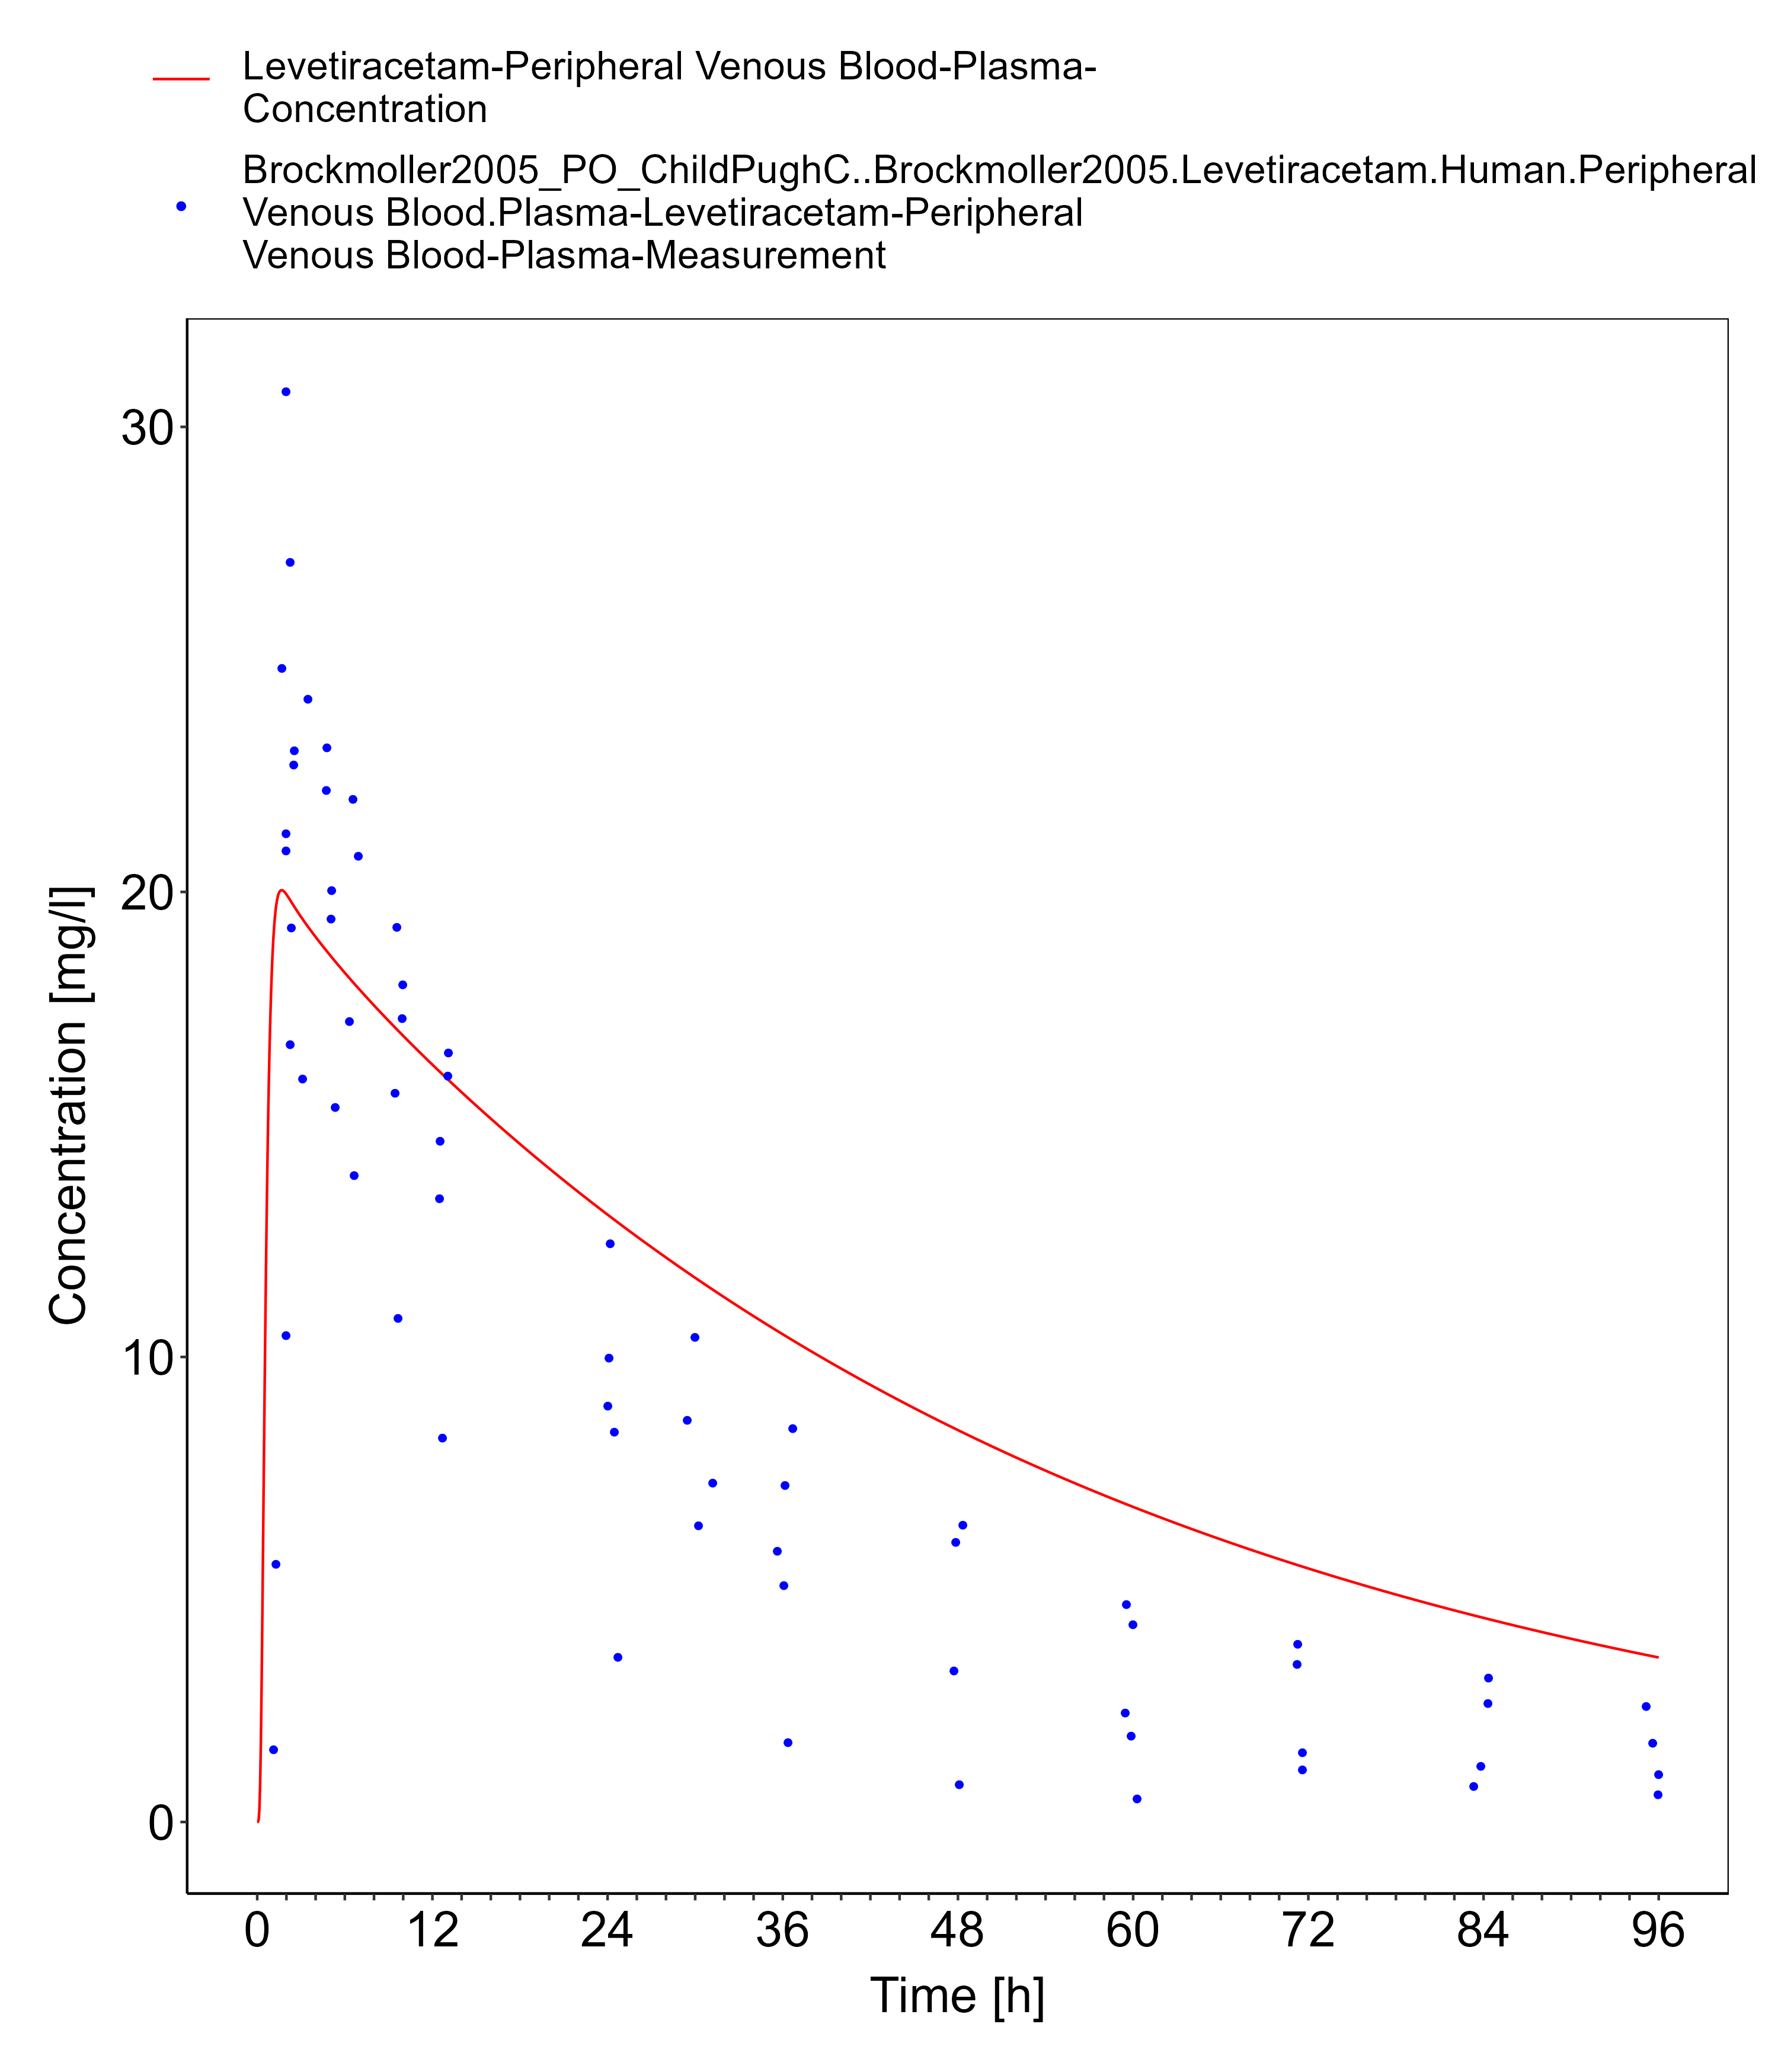 Levetiracetam-Peripheral Venous Blood-Plasma-
Concentration
Brockmoller2005_PO_ChildPughC..Brockmoller2005.Levetiracetam.Human.Peripheral
Venous Blood.Plasma-Levetiracetam-Peripheral
Venous Blood-Plasma-Measurement
30
20
10
0
Concentration [mg/l]
0 12 24 36 48 60 72 84 96
Time [h]